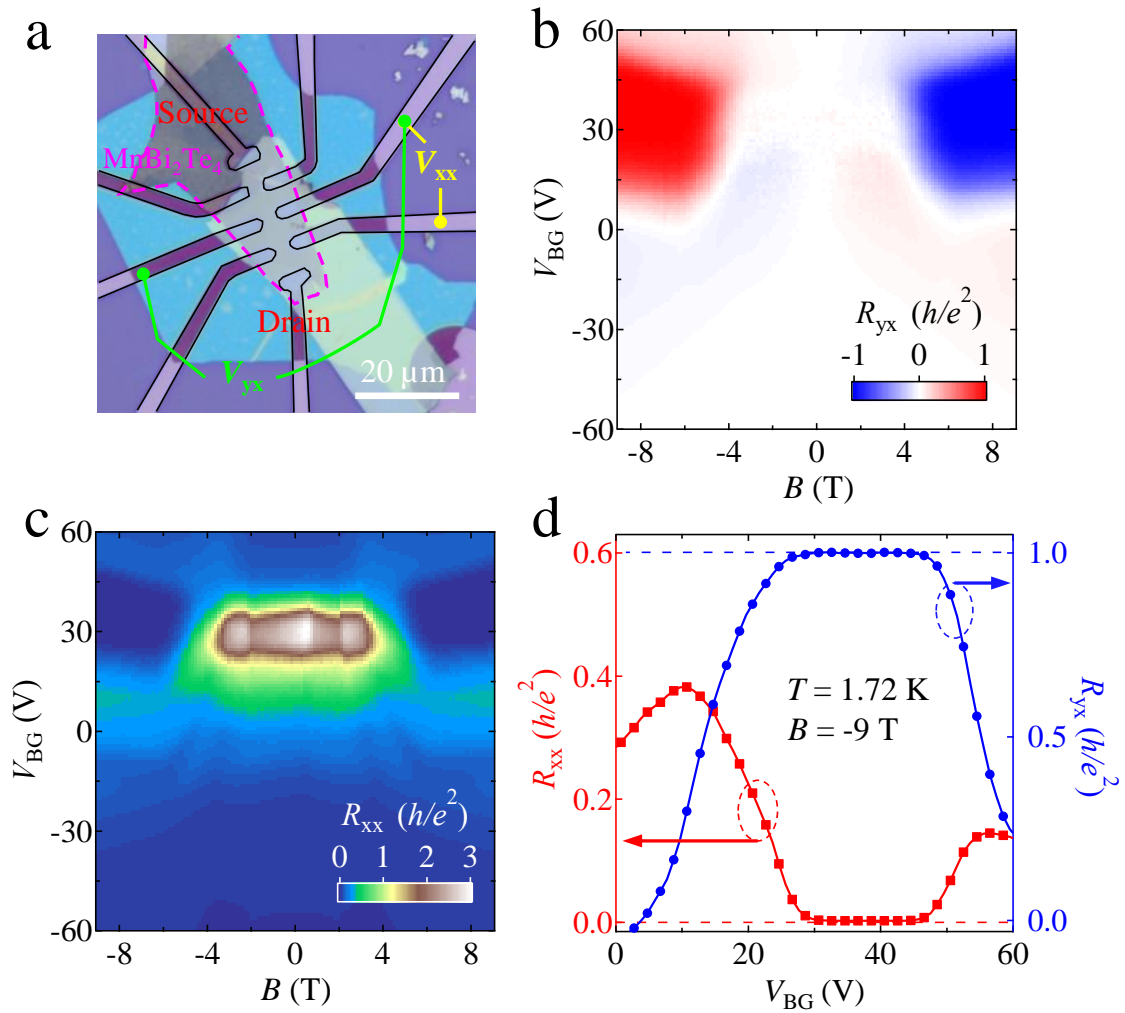 a
Source
MnBi₂Te₄
Vxx
Drain
Vyx
20 μm
b
60
30
0
-30
-60
VBG (V)
Ryx (h/e²)
-1 0 1
-8 -4 0 4 8
B (T)
c
60
30
0
-30
-60
VBG (V)
Rxx (h/e²)
0 1 2 3
-8 -4 0 4 8
B (T)
d
0.6
0.4
0.2
0.0
Rxx (h/e²)
T = 1.72 K
B = -9 T
1.0
0.5
0.0
Ryx (h/e²)
0 20 40 60
VBG (V)